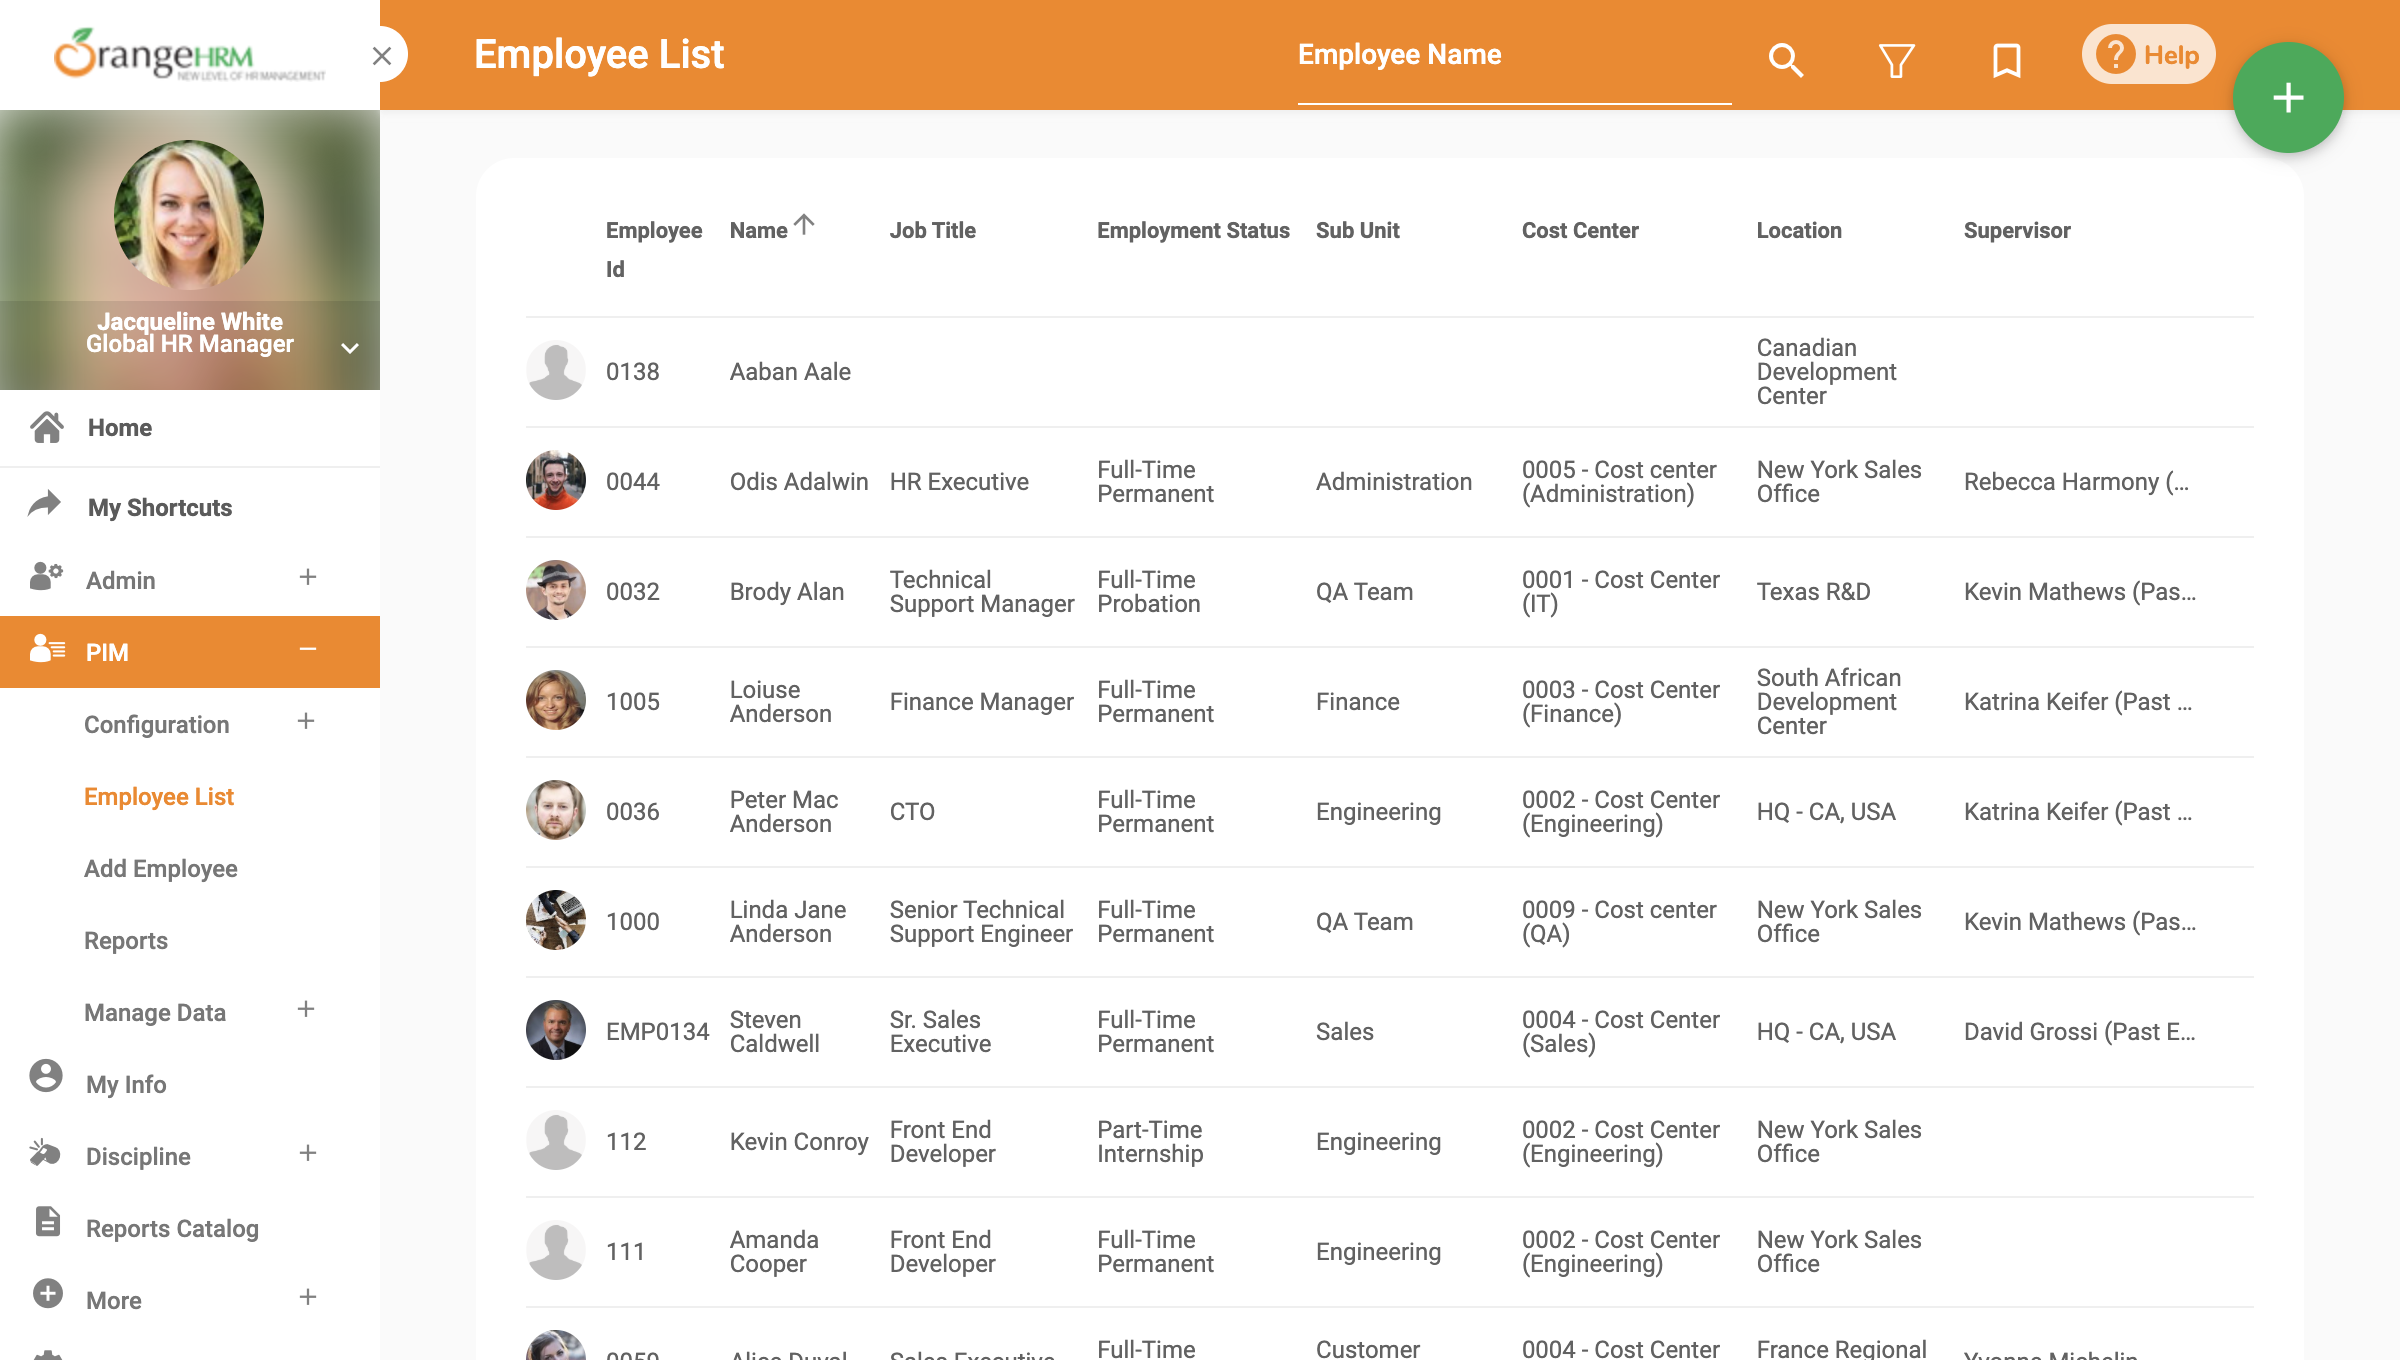 OrangeHRM
NEW LEVEL OF HR MANAGEMENT
Employee List
Employee Name
Help
Jacqueline White
Global HR Manager
Home
My Shortcuts
Admin
PIM
Configuration
Employee List
Add Employee
Reports
Manage Data
My Info
Discipline
Reports Catalog
More
Employee Id Name Job Title Employment Status Sub Unit Cost Center Location Supervisor
0138 Aaban Aale Canadian Development Center
0044 Odis Adalwin HR Executive Full-Time Permanent Administration 0005 - Cost center (Administration) New York Sales Office Rebecca Harmony (...
0032 Brody Alan Technical Support Manager Full-Time Probation QA Team 0001 - Cost Center (IT) Texas R&D Kevin Mathews (Pas...
1005 Loiuse Anderson Finance Manager Full-Time Permanent Finance 0003 - Cost Center (Finance) South African Development Center Katrina Keifer (Past ...
0036 Peter Mac Anderson CTO Full-Time Permanent Engineering 0002 - Cost Center (Engineering) HQ - CA, USA Katrina Keifer (Past ...
1000 Linda Jane Anderson Senior Technical Support Engineer Full-Time Permanent QA Team 0009 - Cost center (QA) New York Sales Office Kevin Mathews (Pas...
EMP0134 Steven Caldwell Sr. Sales Executive Full-Time Permanent Sales 0004 - Cost Center (Sales) HQ - CA, USA David Grossi (Past E...
112 Kevin Conroy Front End Developer Part-Time Internship Engineering 0002 - Cost Center (Engineering) New York Sales Office
111 Amanda Cooper Front End Developer Full-Time Permanent Engineering 0002 - Cost Center (Engineering) New York Sales Office
Alice Duval Sales Executive Full-Time Customer 0004 - Cost Center France Regional Yvonne Michelin